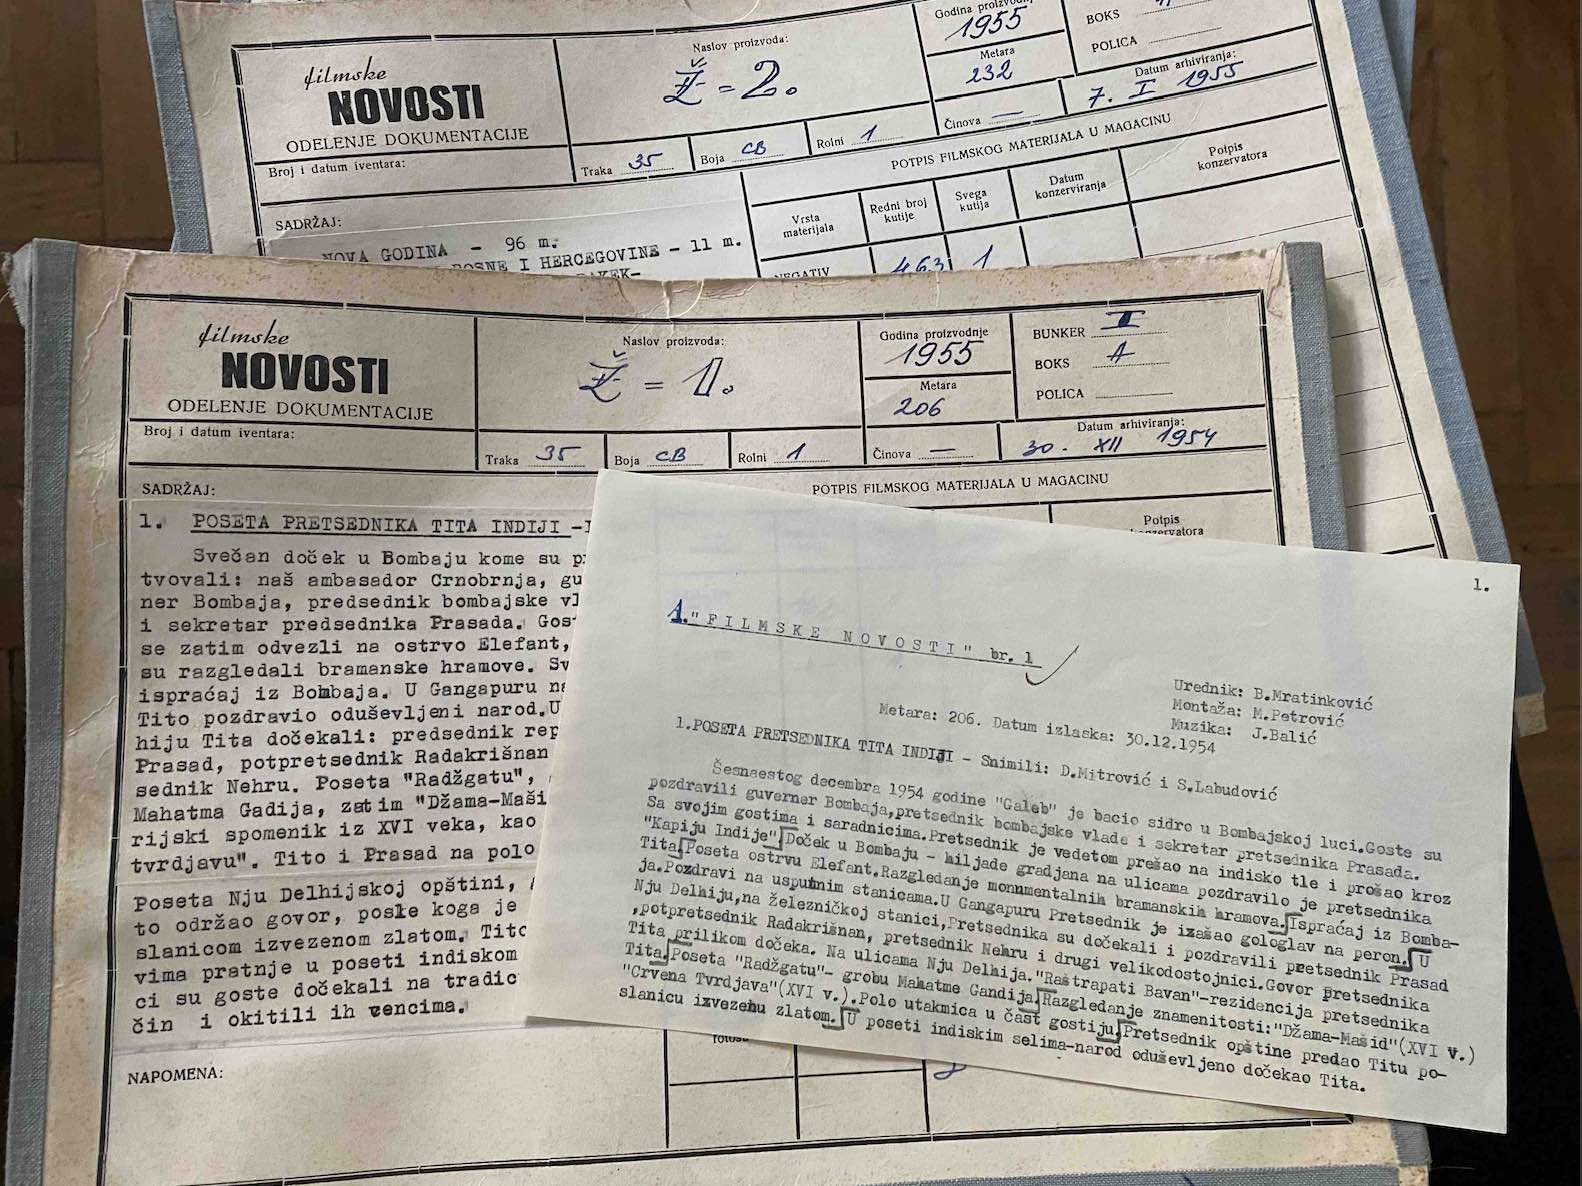 filmske
NOVOSTI
ODELENJE DOKUMENTACIJE
Broj i datum iventara:
Naslov proizvoda:
Ž = 2.
Traka 35
Boja CB
Rolni 1
Godina proizvodnje
1955
Metara
232
Činova —
BOKS
POLICA
Datum arhiviranja:
7. I 1955
SADRŽAJ:
POTPIS FILMSKOG MATERIJALA U MAGACINU
Vrsta materijala
Redni broj kutije
Svega kutija
Datum konzerviranja
Potpis konzervatora
NOVA GODINA - 96 m.
BOSNE I HERCEGOVINE - 11 m.
NEGATIV 463 1
filmske
NOVOSTI
ODELENJE DOKUMENTACIJE
Broj i datum iventara:
Naslov proizvoda:
Ž = 1.
Traka 35
Boja CB
Rolni 1
Godina proizvodnje
1955
Metara
206
Činova —
BUNKER I
BOKS A
POLICA
Datum arhiviranja:
30. XII 1954
SADRŽAJ:
POTPIS FILMSKOG MATERIJALA U MAGACINU
Potpis
1. POSETA PRETSEDNIKA TITA INDIJI -
Svečan doček u Bombaju kome su
tvovali: naš ambasador Crnobrnja,
ner Bombaja, predsednik bombajske
i sekretar predsednika Prasada.
se zatim odvezli na ostrvo Elefant,
su razgledali bramanske hramove.
ispraćaj iz Bombaja. U Gangapuru
Tito pozdravio oduševljeni narod.U
hiju Tita dočekali: predsednik
Prasad, potpretsednik Radakrišnan
sednik Nehru. Poseta "Radžgatu",
Mahatma Gadija, zatim "Džama-Maši
rijski spomenik iz XVI veka, kao
tvrdjavu". Tito i Prasad na polo
Poseta Nju Delhijskoj opštini,
to održao govor, posle koga je
slanicom izvezenom zlatom. Tito
vima pratnje u poseti indiskom
ci su goste dočekali na tradic
čin i okitili ih vencima.
NAPOMENA:
1.
A."FILMSKE NOVOSTI" br. 1
Urednik: B.Mratinković
Montaža: M.Petrović
Muzika: J.Balić
Metara: 206. Datum izlaska: 30.12.1954
1.POSETA PRETSEDNIKA TITA INDIJI - Snimili: D.Mitrović i S.Labudović
Šesnaestog decembra 1954 godine "Galeb" je bacio sidro u Bombajskoj luci.Goste su
pozdravili guverner Bombaja,pretsednik bombajske vlade i sekretar pretsednika Prasada.
Sa svojim gostima i saradnicima.Pretsednik je vedetom prešao na indisko tle i prošao kroz
"Kapiju Indije".Doček u Bombaju - hiljade gradjana na ulicama pozdravilo je pretsednika
Tita.Poseta ostrvu Elefant.Razgledanje monumentalnih bramanskih hramova.Ispraćaj iz Bomba-
ja.Pozdravi na usputnim stanicama.U Gangapuru Pretsednik je izašao gologlav na peron.U
Nju Delhiju,na železničkoj stanici,Pretsednika su dočekali i pozdravili pretsednik Prasad
,potpretsednik Radakrišnan, pretsednik Nehru i drugi velikodostojnici.Govor pretsednika
Tita prilikom dočeka. Na ulicama Nju Delhija."Raštrapati Bavan"-rezidencija pretsednika
Tita.Poseta "Radžgatu"- grobu Mahatme Gandija.Razgledanje znamenitosti:"Džama-Mašid"(XVI V.)
"Crvena Tvrdjava"(XVI v.).Polo utakmica u čast gostiju.Pretsednik opštine predao Titu po-
slanicu izvezenu zlatom.U poseti indiskim selima-narod oduševljeno dočekao Tita.